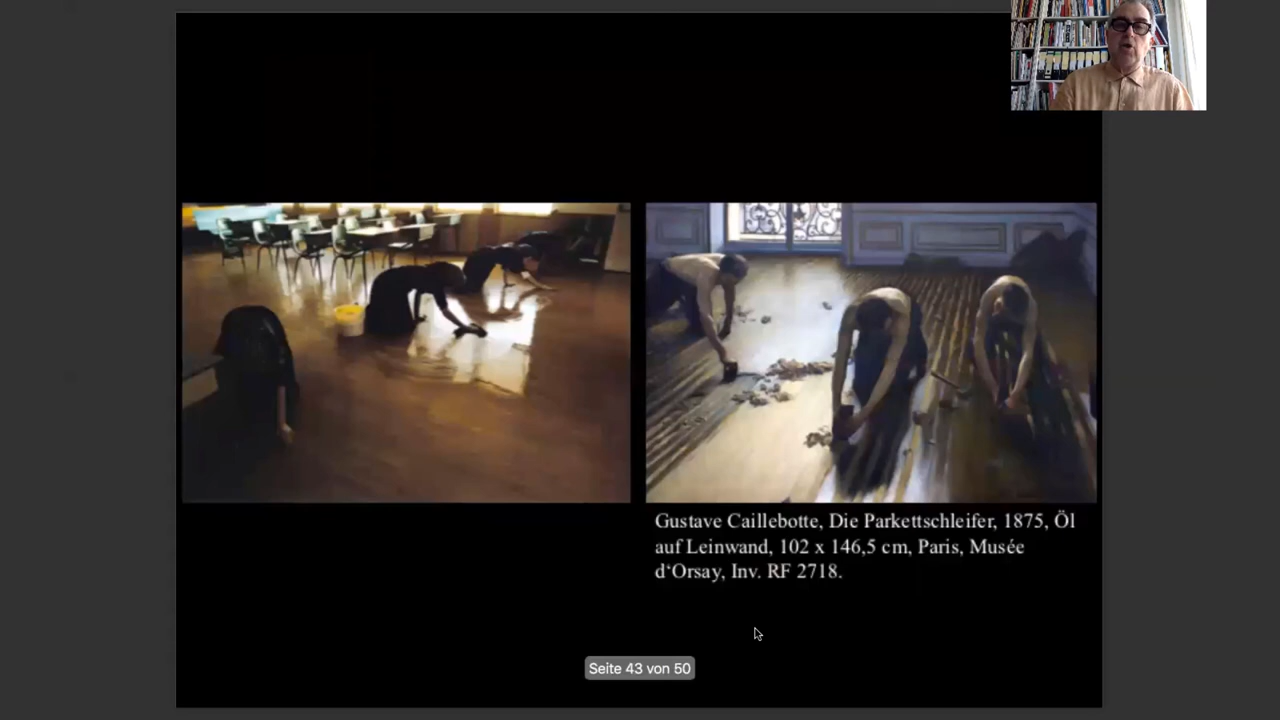 Gustave Caillebotte, Die Parkettschleifer, 1875, Öl
auf Leinwand, 102 x 146,5 cm, Paris, Musée
d‘Orsay, Inv. RF 2718.
Seite 43 von 50